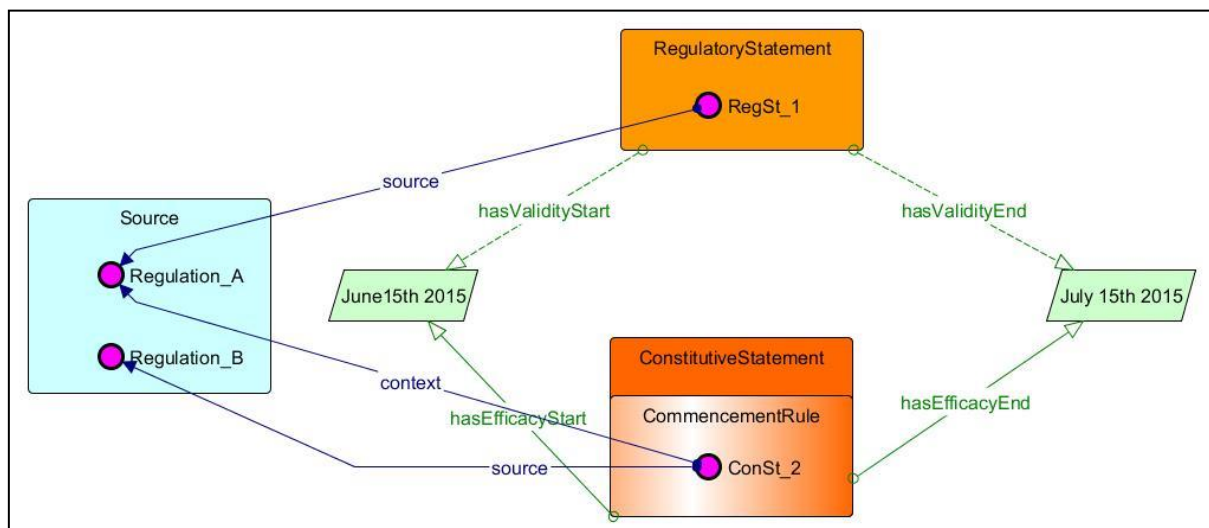 RegulatoryStatement
RegSt_1
source
Source
hasValidityStart
hasValidityEnd
Regulation_A
June15th 2015
July 15th 2015
Regulation_B
ConstitutiveStatement
context
hasEfficacyStart
CommencementRule
hasEfficacyEnd
source
ConSt_2